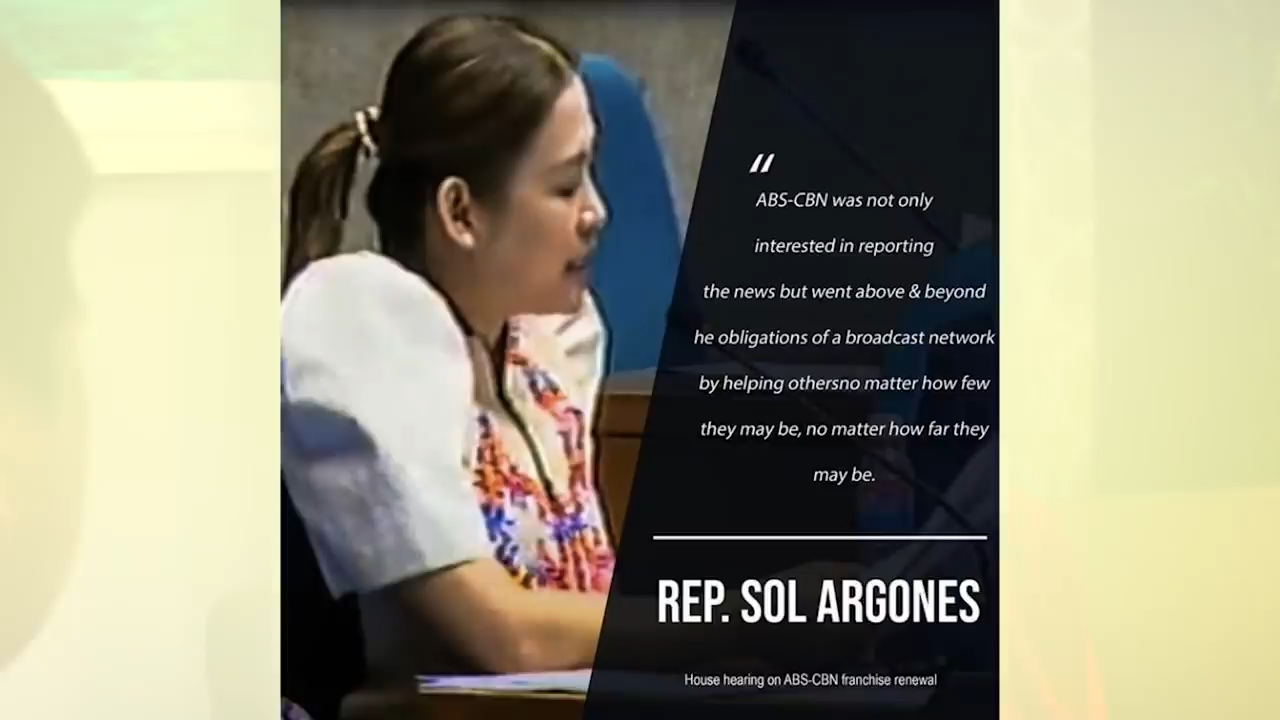 “
ABS-CBN was not only
interested in reporting
the news but went above & beyond
he obligations of a broadcast network
by helping othersno matter how few
they may be, no matter how far they
may be.
REP. SOL ARGONES
House hearing on ABS-CBN franchise renewal